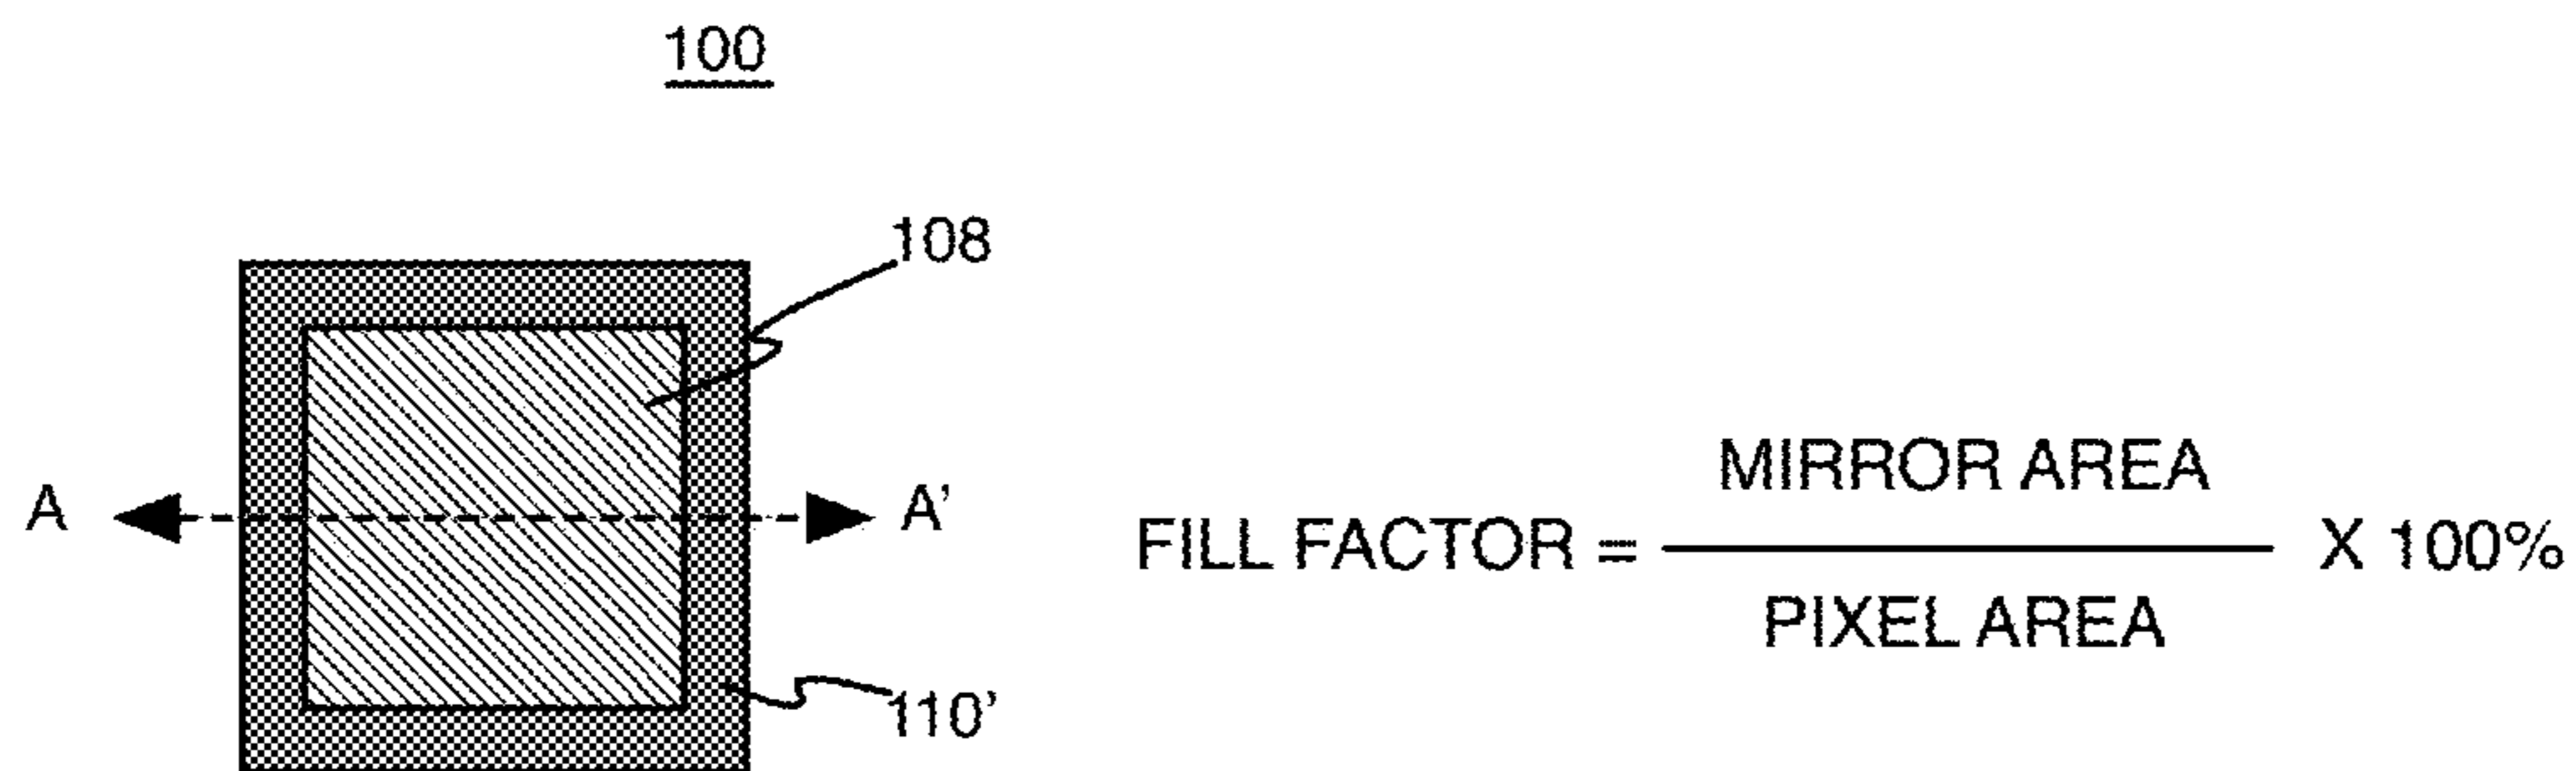 100
108
A A'
FILL FACTOR = MIRROR AREA / PIXEL AREA X 100%
110'